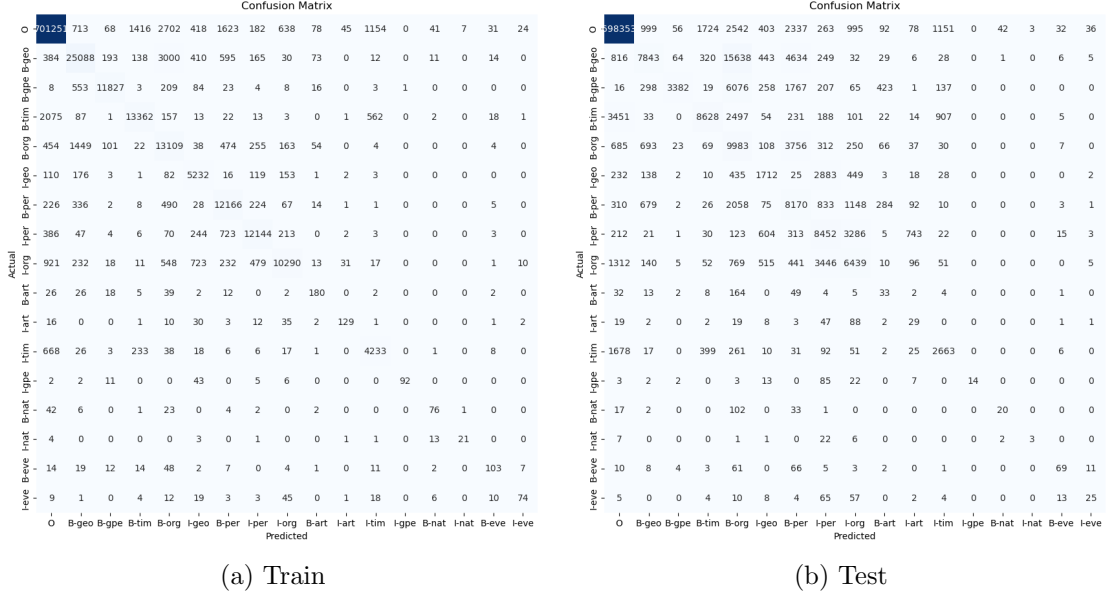 Confusion Matrix
O 701251 713 68 1416 2702 418 1623 182 638 78 45 1154 0 41 7 24
B-geo 384 25088 193 138 3000 410 595 165 30 73 0 12 0 11 0 14 0
B-gpe 8 553 11827 3 209 84 23 4 8 16 0 3 1 0 0 0 0
B-tim 2075 87 1 13362 157 13 22 13 3 0 1 562 0 2 0 18 1
B-org 454 1449 101 22 13109 38 474 255 163 54 0 4 0 0 0 4 0
I-geo 110 176 3 1 82 5232 16 119 153 1 2 3 0 0 0 0 2
B-per 226 336 2 8 490 28 12166 224 67 14 1 1 0 0 0 5 0
I-per 386 47 4 6 70 244 723 12144 213 0 2 3 0 0 0 3 0
I-org 921 232 18 11 548 723 232 479 10290 13 31 17 0 0 0 1 10
B-art 26 26 18 5 39 2 12 0 2 180 0 2 0 0 0 2 0
I-art 16 0 0 1 10 30 3 12 35 2 129 1 0 0 0 1 2
I-tim 668 26 3 233 38 18 6 6 17 1 0 4233 0 1 0 8 0
I-gpe 2 2 11 0 0 43 0 5 6 0 0 0 92 0 0 0 0
B-nat 42 6 0 1 23 0 4 2 0 2 0 0 0 76 1 0 0
I-nat 4 0 0 0 0 3 0 1 0 0 1 1 0 13 21 0 0
B-eve 14 19 12 14 48 2 7 0 4 1 0 11 0 2 0 103 7
I-eve 9 1 0 4 12 19 3 3 45 0 1 18 0 6 0 10 74
O B-geo B-gpe B-tim B-org I-geo B-per I-per I-org B-art I-art I-tim I-gpe B-nat I-nat B-eve I-eve
Actual
Predicted
(a) Train
Confusion Matrix
O 698353 999 56 1724 2542 403 2337 263 995 92 78 1151 0 42 3 32 36
B-geo 816 7843 64 320 15638 443 4634 249 32 29 6 28 0 1 0 6 5
B-gpe 16 298 3382 19 6076 258 1767 207 65 423 1 137 0 0 0 0 0
B-tim 3451 33 0 8628 2497 54 231 188 101 22 14 907 0 0 0 5 0
B-org 685 693 23 69 9983 108 3756 312 250 66 37 30 0 0 0 7 0
I-geo 232 138 2 10 435 1712 25 2883 449 3 18 28 0 0 0 0 2
B-per 310 679 2 26 2058 75 8170 833 1148 284 92 10 0 0 0 3 1
I-per 212 21 1 30 123 604 313 8452 3286 5 743 22 0 0 0 15 3
I-org 1312 140 5 52 769 515 441 3446 6439 10 96 51 0 0 0 0 5
B-art 32 13 2 8 164 0 49 4 5 33 2 4 0 0 0 1 0
I-art 19 2 0 2 19 8 3 47 88 2 29 0 0 0 0 1 1
I-tim 1678 17 0 399 261 10 31 92 51 2 25 2663 0 0 0 6 0
I-gpe 3 2 2 0 3 13 0 85 22 0 7 0 14 0 0 0 0
B-nat 17 2 0 0 102 0 33 1 0 0 0 0 0 20 0 0 0
I-nat 7 0 0 0 1 1 0 22 6 0 0 0 0 2 3 0 0
B-eve 10 8 4 3 61 0 66 5 3 2 0 1 0 0 0 69 11
I-eve 5 0 0 4 10 8 4 65 57 0 2 4 0 0 0 13 25
O B-geo B-gpe B-tim B-org I-geo B-per I-per I-org B-art I-art I-tim I-gpe B-nat I-nat B-eve I-eve
Actual
Predicted
(b) Test